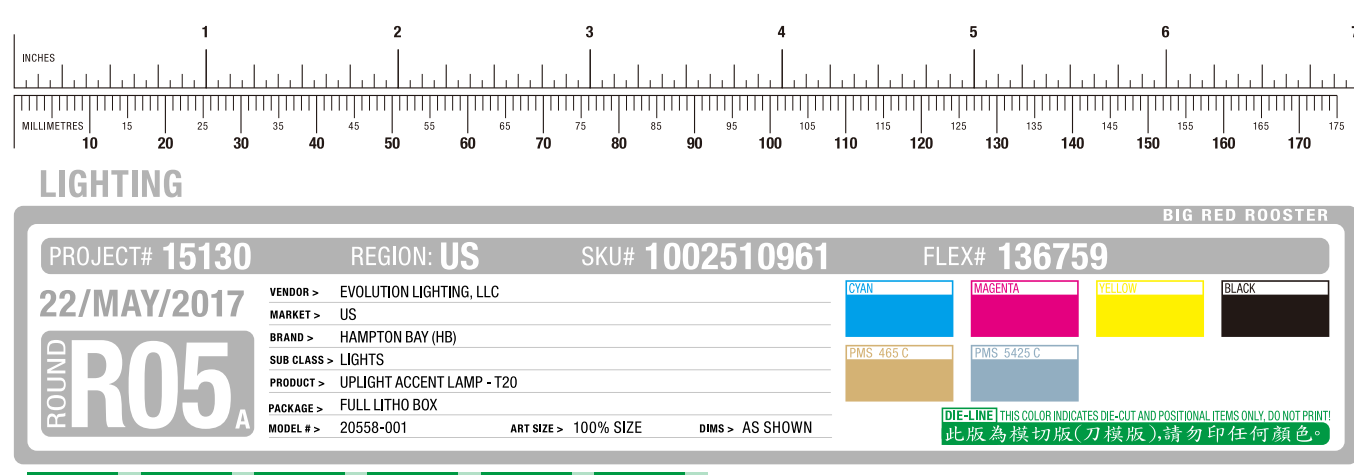 1 2 3 4 5 6 7
INCHES
MILLIMETRES 15 25 35 45 55 65 75 85 95 105 115 125 135 145 155 165 175
10 20 30 40 50 60 70 80 90 100 110 120 130 140 150 160 170
LIGHTING
BIG RED ROOSTER
PROJECT# 15130 REGION: US SKU# 1002510961 FLEX# 136759
22/MAY/2017
ROUND R05 A
VENDOR > EVOLUTION LIGHTING, LLC
MARKET > US
BRAND > HAMPTON BAY (HB)
SUB CLASS > LIGHTS
PRODUCT > UPLIGHT ACCENT LAMP - T20
PACKAGE > FULL LITHO BOX
MODEL # > 20558-001 ART SIZE > 100% SIZE DIMS > AS SHOWN
CYAN MAGENTA YELLOW BLACK
PMS 465 C PMS 5425 C
DIE-LINE THIS COLOR INDICATES DIE-CUT AND POSITIONAL ITEMS ONLY, DO NOT PRINT!
此版為模切版(刀模版),請勿印任何顏色。